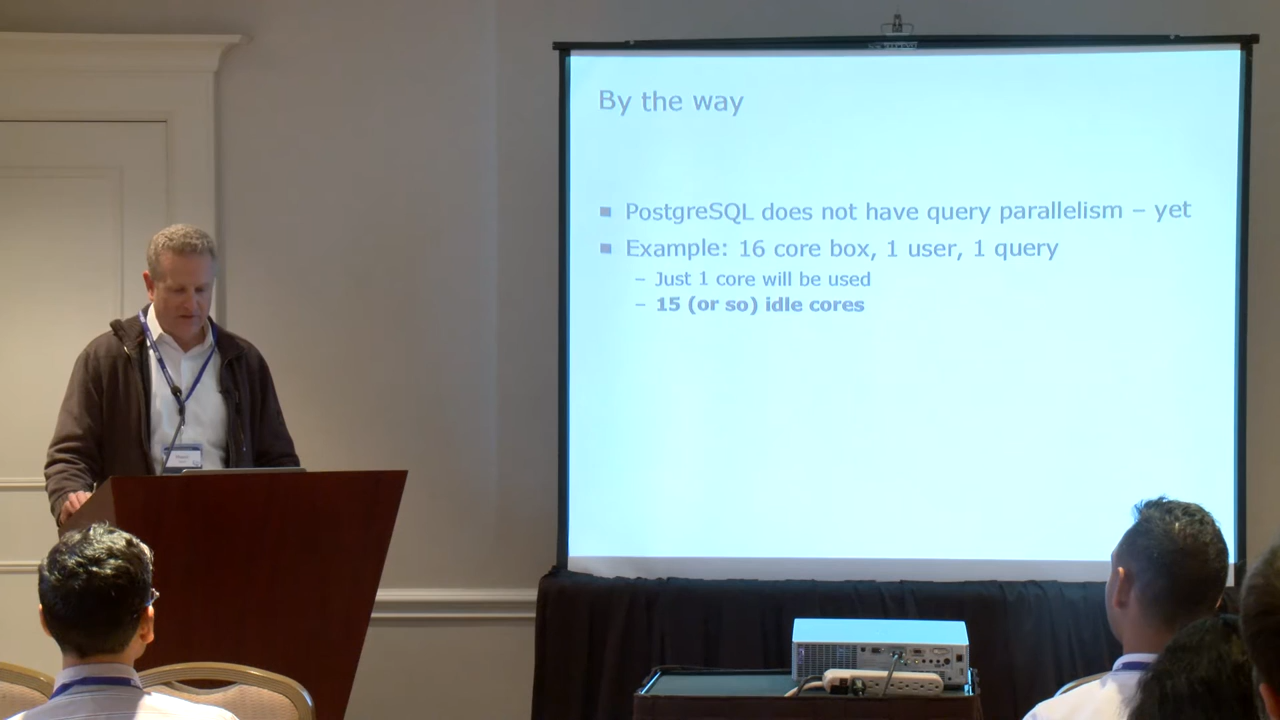 By the way
PostgreSQL does not have query parallelism – yet
Example: 16 core box, 1 user, 1 query
– Just 1 core will be used
– 15 (or so) idle cores